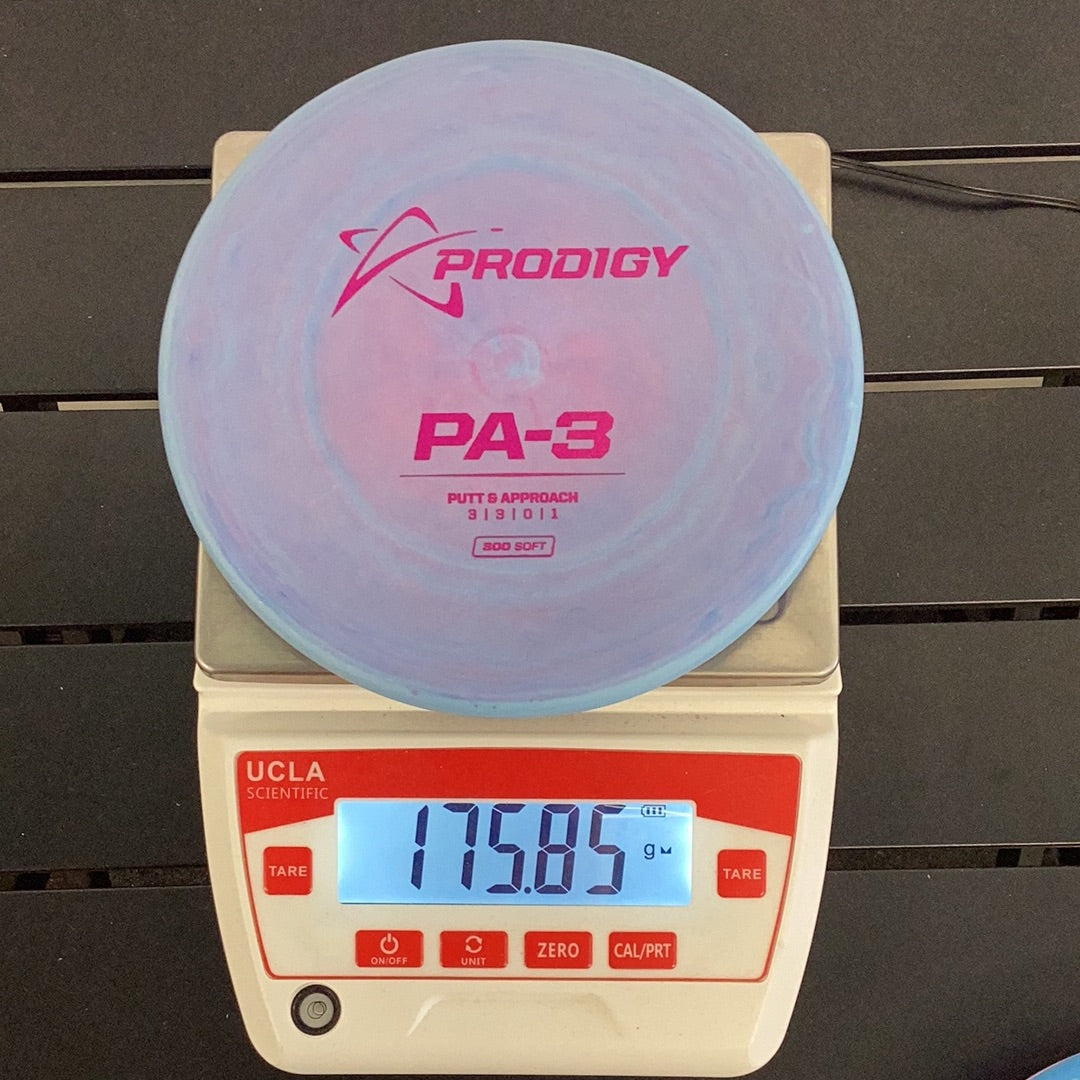 PRODIGY
PA-3
PUTT & APPROACH
3 | 3 | 0 | 1
300 SOFT
UCLA
SCIENTIFIC
175.85 g
TARE
TARE
ON/OFF
UNIT
ZERO
CAL/PRT